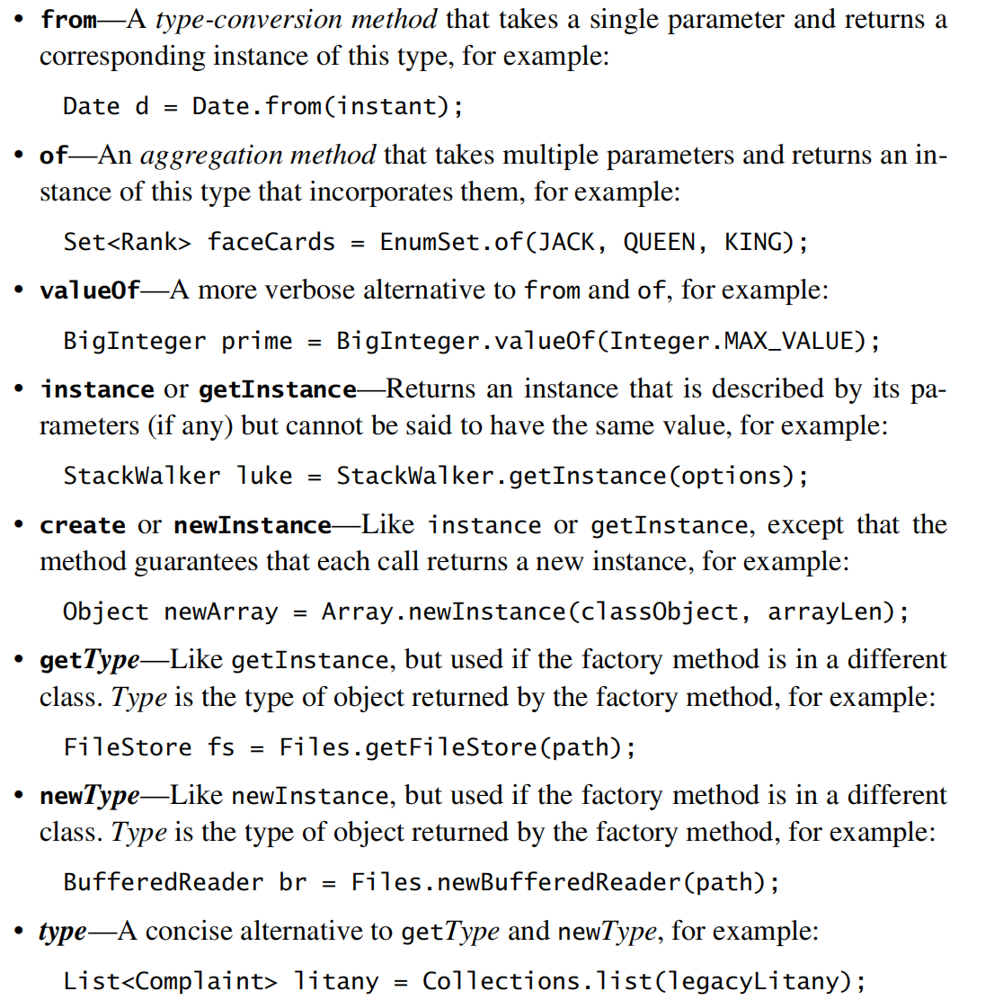 • from—A type-conversion method that takes a single parameter and returns a
corresponding instance of this type, for example:
Date d = Date.from(instant);
• of—An aggregation method that takes multiple parameters and returns an in-
stance of this type that incorporates them, for example:
Set<Rank> faceCards = EnumSet.of(JACK, QUEEN, KING);
• valueOf—A more verbose alternative to from and of, for example:
BigInteger prime = BigInteger.valueOf(Integer.MAX_VALUE);
• instance or getInstance—Returns an instance that is described by its pa-
rameters (if any) but cannot be said to have the same value, for example:
StackWalker luke = StackWalker.getInstance(options);
• create or newInstance—Like instance or getInstance, except that the
method guarantees that each call returns a new instance, for example:
Object newArray = Array.newInstance(classObject, arrayLen);
• getType—Like getInstance, but used if the factory method is in a different
class. Type is the type of object returned by the factory method, for example:
FileStore fs = Files.getFileStore(path);
• newType—Like newInstance, but used if the factory method is in a different
class. Type is the type of object returned by the factory method, for example:
BufferedReader br = Files.newBufferedReader(path);
• type—A concise alternative to getType and newType, for example:
List<Complaint> litany = Collections.list(legacyLitany);